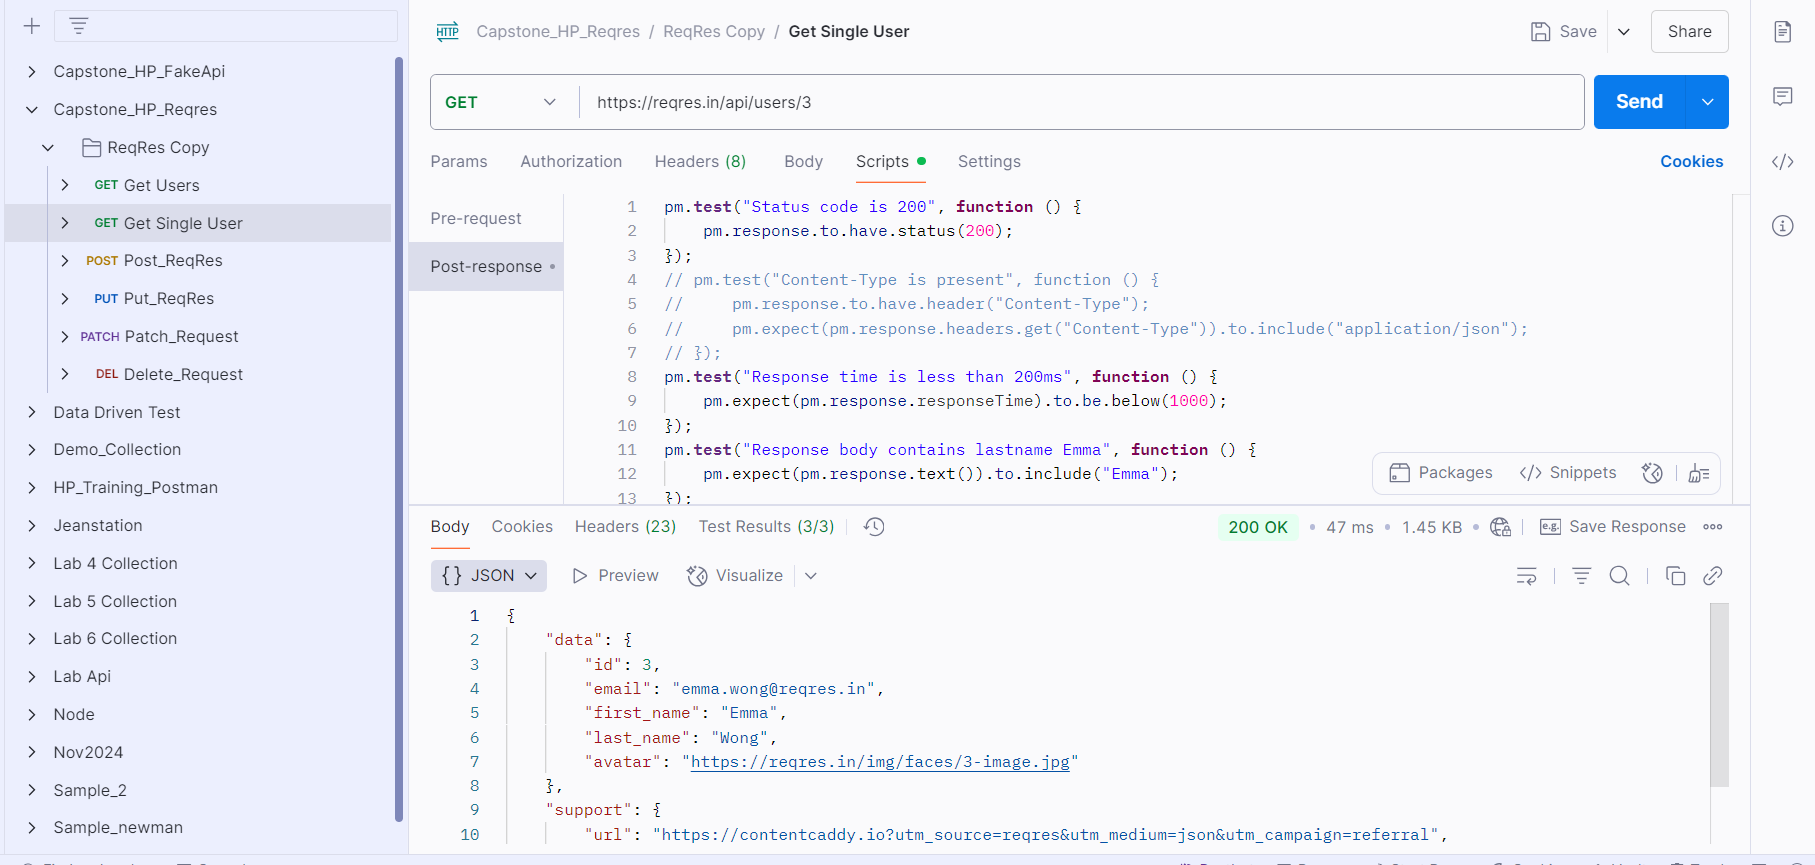 Capstone_HP_FakeApi
Capstone_HP_Reqres
ReqRes Copy
GET Get Users
GET Get Single User
POST Post_ReqRes
PUT Put_ReqRes
PATCH Patch_Request
DEL Delete_Request
Data Driven Test
Demo_Collection
HP_Training_Postman
Jeanstation
Lab 4 Collection
Lab 5 Collection
Lab 6 Collection
Lab Api
Node
Nov2024
Sample_2
Sample_newman
HTTP Capstone_HP_Reqres / ReqRes Copy / Get Single User
Save
Share
GET https://reqres.in/api/users/3
Send
Params Authorization Headers (8) Body Scripts Settings
Cookies
Pre-request
Post-response
1 pm.test("Status code is 200", function () {
2 pm.response.to.have.status(200);
3 });
4 // pm.test("Content-Type is present", function () {
5 // pm.response.to.have.header("Content-Type");
6 // pm.expect(pm.response.headers.get("Content-Type")).to.include("application/json");
7 // });
8 pm.test("Response time is less than 200ms", function () {
9 pm.expect(pm.response.responseTime).to.be.below(1000);
10 });
11 pm.test("Response body contains lastname Emma", function () {
12 pm.expect(pm.response.text()).to.include("Emma");
13 });
Packages </> Snippets
Body Cookies Headers (23) Test Results (3/3)
200 OK • 47 ms • 1.45 KB • e.g. Save Response
{} JSON Preview Visualize
1 {
2 "data": {
3 "id": 3,
4 "email": "emma.wong@reqres.in",
5 "first_name": "Emma",
6 "last_name": "Wong",
7 "avatar": "https://reqres.in/img/faces/3-image.jpg"
8 },
9 "support": {
10 "url": "https://contentcaddy.io?utm_source=reqres&utm_medium=json&utm_campaign=referral",